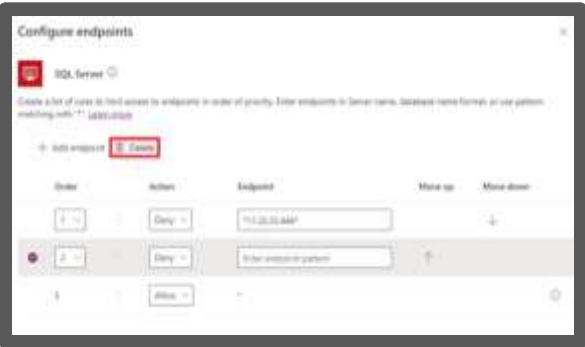 Configure endpoints
SQL Server
Create a list of rules to limit access to endpoints in order of priority. Enter endpoints in Server name, database name format, or use pattern
matching with "*". Learn more
+ Add endpoint Delete
Order Action Endpoint Move up Move down
1 Deny
2 Deny Enter endpoint pattern
3 Allow *